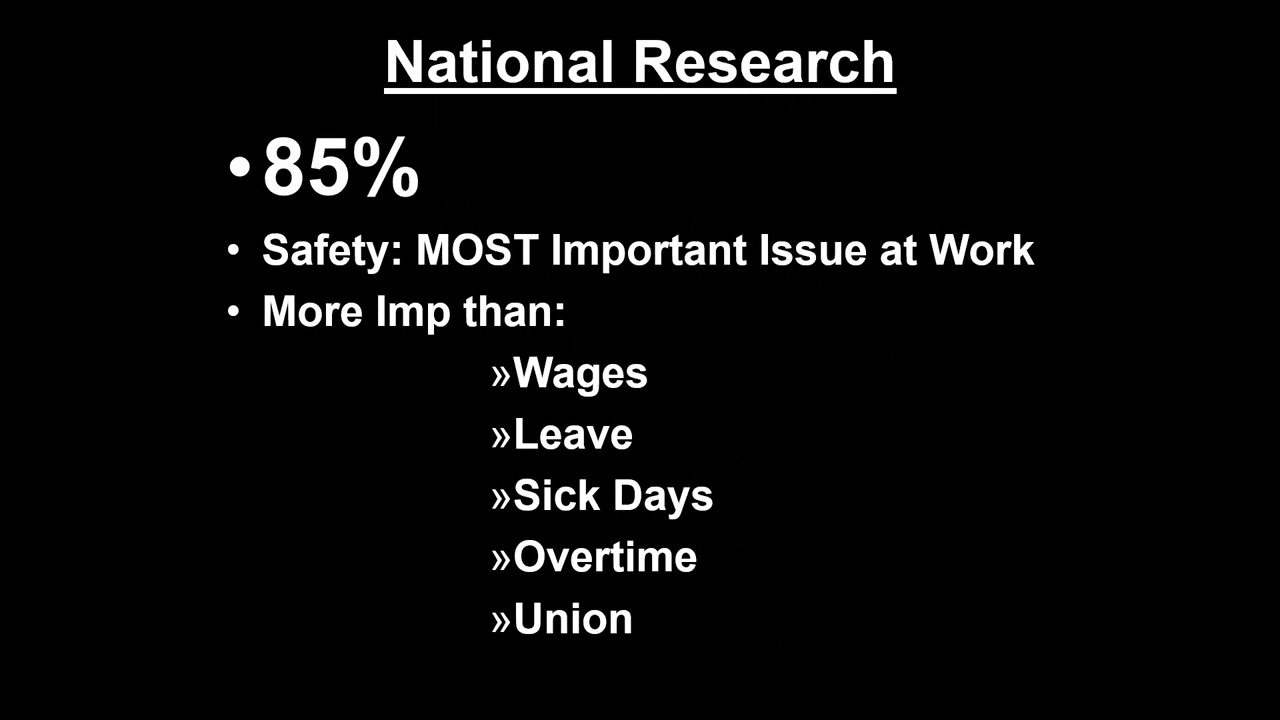 National Research
•85%
• Safety: MOST Important Issue at Work
• More Imp than:
»Wages
»Leave
»Sick Days
»Overtime
»Union